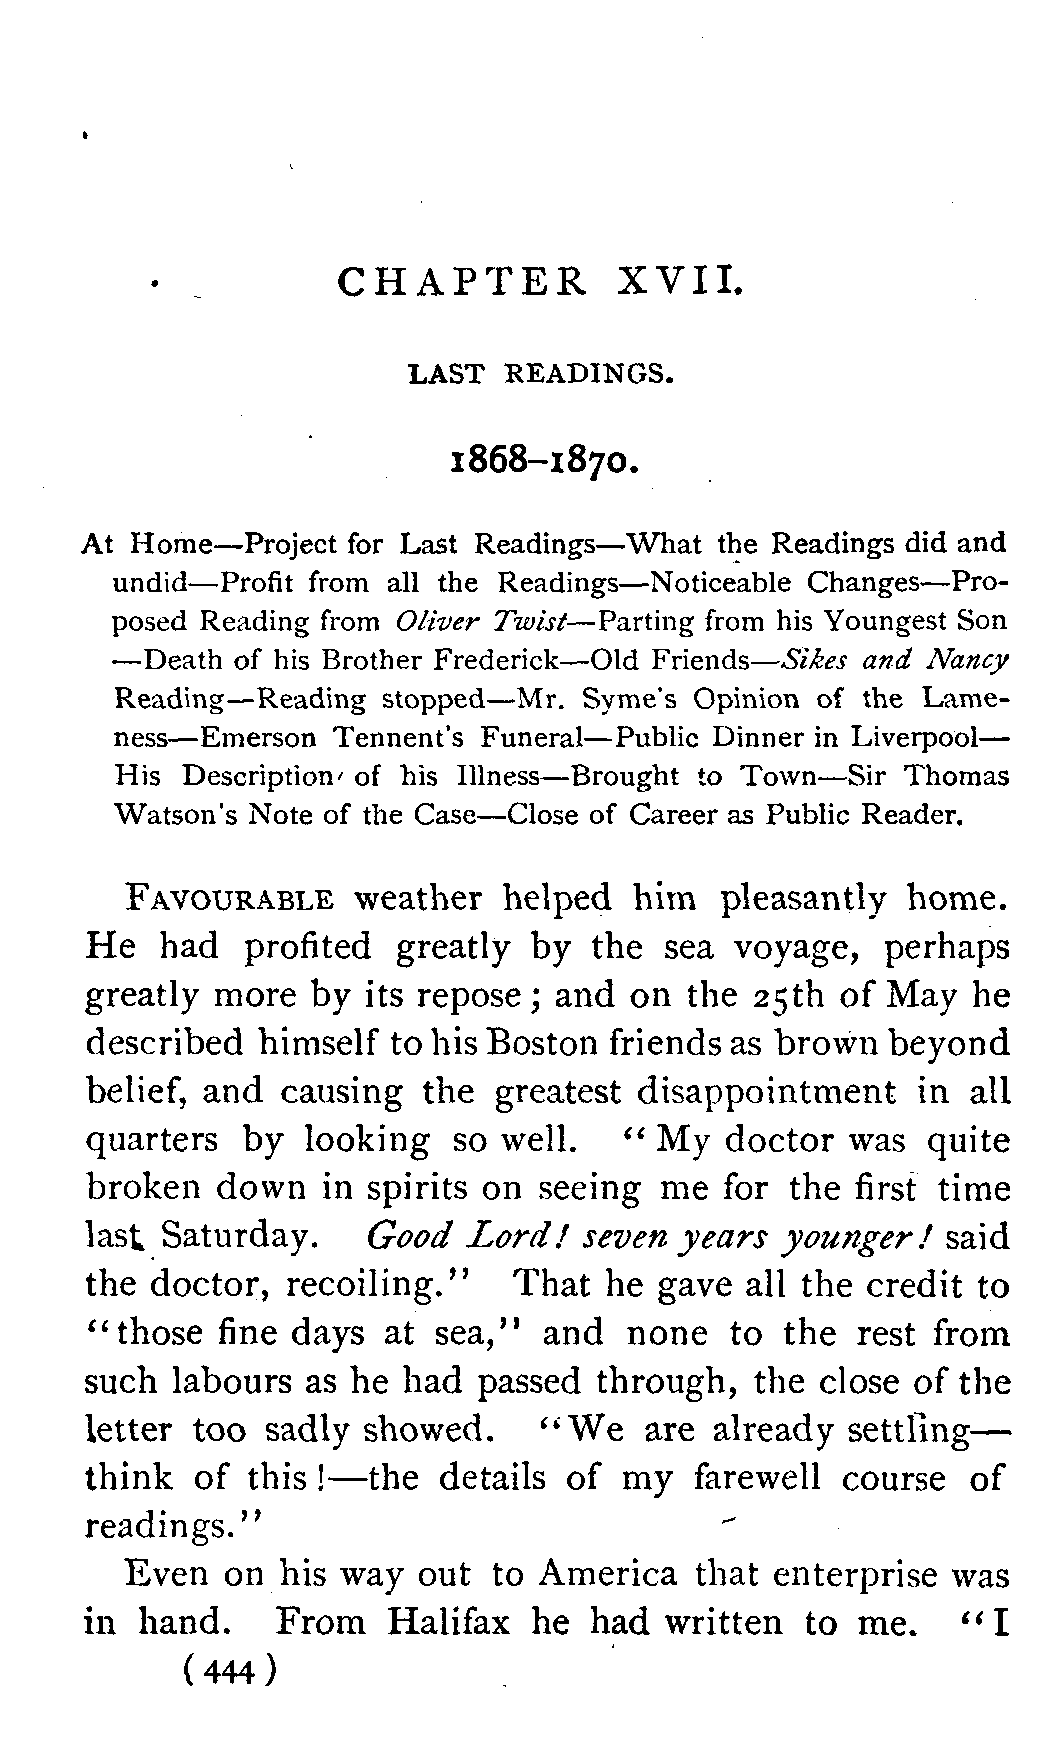 CHAPTER XVII.
LAST READINGS.
1868–1870.
At Home—Project for Last Readings—What the Readings did and
undid—Profit from all the Readings—Noticeable Changes—Pro-
posed Reading from Oliver Twist—Parting from his Youngest Son
—Death of his Brother Frederick—Old Friends—Sikes and Nancy
Reading—Reading stopped—Mr. Syme's Opinion of the Lame-
ness—Emerson Tennent's Funeral—Public Dinner in Liverpool—
His Description of his Illness—Brought to Town—Sir Thomas
Watson's Note of the Case—Close of Career as Public Reader.
FAVOURABLE weather helped him pleasantly home.
He had profited greatly by the sea voyage, perhaps
greatly more by its repose; and on the 25th of May he
described himself to his Boston friends as brown beyond
belief, and causing the greatest disappointment in all
quarters by looking so well. "My doctor was quite
broken down in spirits on seeing me for the first time
last Saturday. Good Lord! seven years younger! said
the doctor, recoiling." That he gave all the credit to
"those fine days at sea," and none to the rest from
such labours as he had passed through, the close of the
letter too sadly showed. "We are already settling—
think of this!—the details of my farewell course of
readings."
Even on his way out to America that enterprise was
in hand. From Halifax he had written to me. "I
(444)